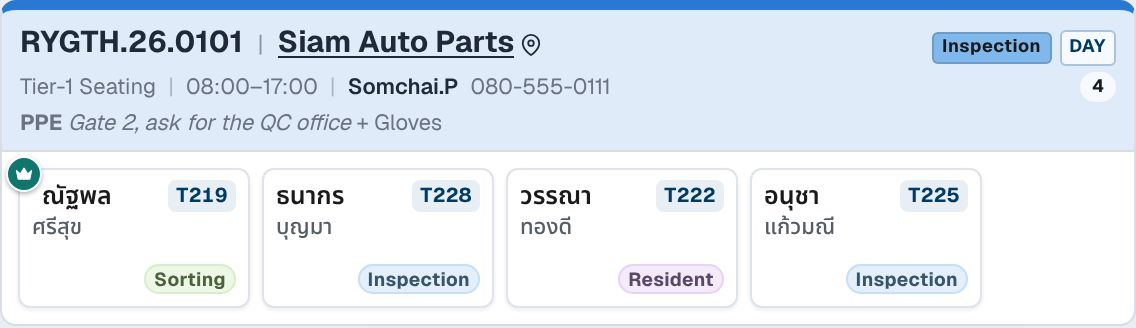 RYGTH.26.0101 | Siam Auto Parts
Inspection DAY
Tier-1 Seating | 08:00–17:00 | Somchai.P 080-555-0111
4
PPE Gate 2, ask for the QC office + Gloves
ณัฐพล T219
ศรีสุข
Sorting
ธนากร T228
บุญมา
Inspection
วรรณา T222
ทองดี
Resident
อนุชา T225
แก้วมณี
Inspection